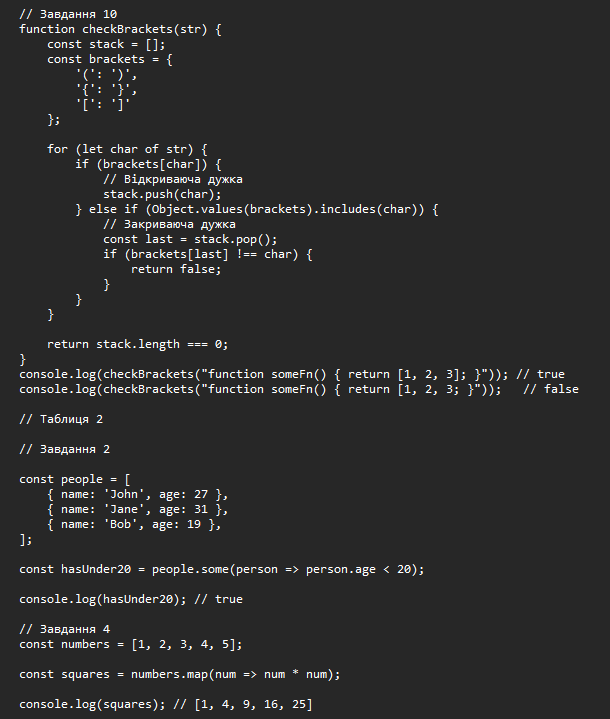 // Завдання 10
function checkBrackets(str) {
    const stack = [];
    const brackets = {
        '(': ')',
        '{': '}',
        '[': ']'
    };

    for (let char of str) {
        if (brackets[char]) {
            // Відкриваюча дужка
            stack.push(char);
        } else if (Object.values(brackets).includes(char)) {
            // Закриваюча дужка
            const last = stack.pop();
            if (brackets[last] !== char) {
                return false;
            }
        }
    }

    return stack.length === 0;
}
console.log(checkBrackets("function someFn() { return [1, 2, 3]; }")); // true
console.log(checkBrackets("function someFn() { return [1, 2, 3; }"));   // false

// Таблиця 2

// Завдання 2

const people = [
    { name: 'John', age: 27 },
    { name: 'Jane', age: 31 },
    { name: 'Bob', age: 19 },
];

const hasUnder20 = people.some(person => person.age < 20);

console.log(hasUnder20); // true

// Завдання 4
const numbers = [1, 2, 3, 4, 5];

const squares = numbers.map(num => num * num);

console.log(squares); // [1, 4, 9, 16, 25]